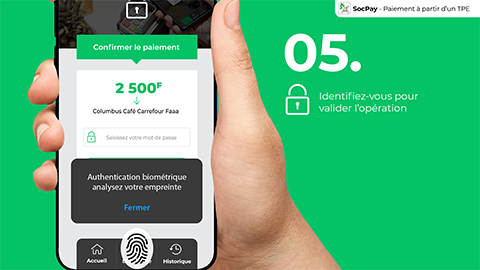 SocPay - Paiement à partir d'un TPE
05.
Identifiez-vous pour
valider l'opération
Confirmer le paiement
2 500F
Columbus Café Carrefour Faaa
Saisissez votre mot de passe
Authentication biométrique
analysez votre empreinte
Fermer
Accueil
Historique